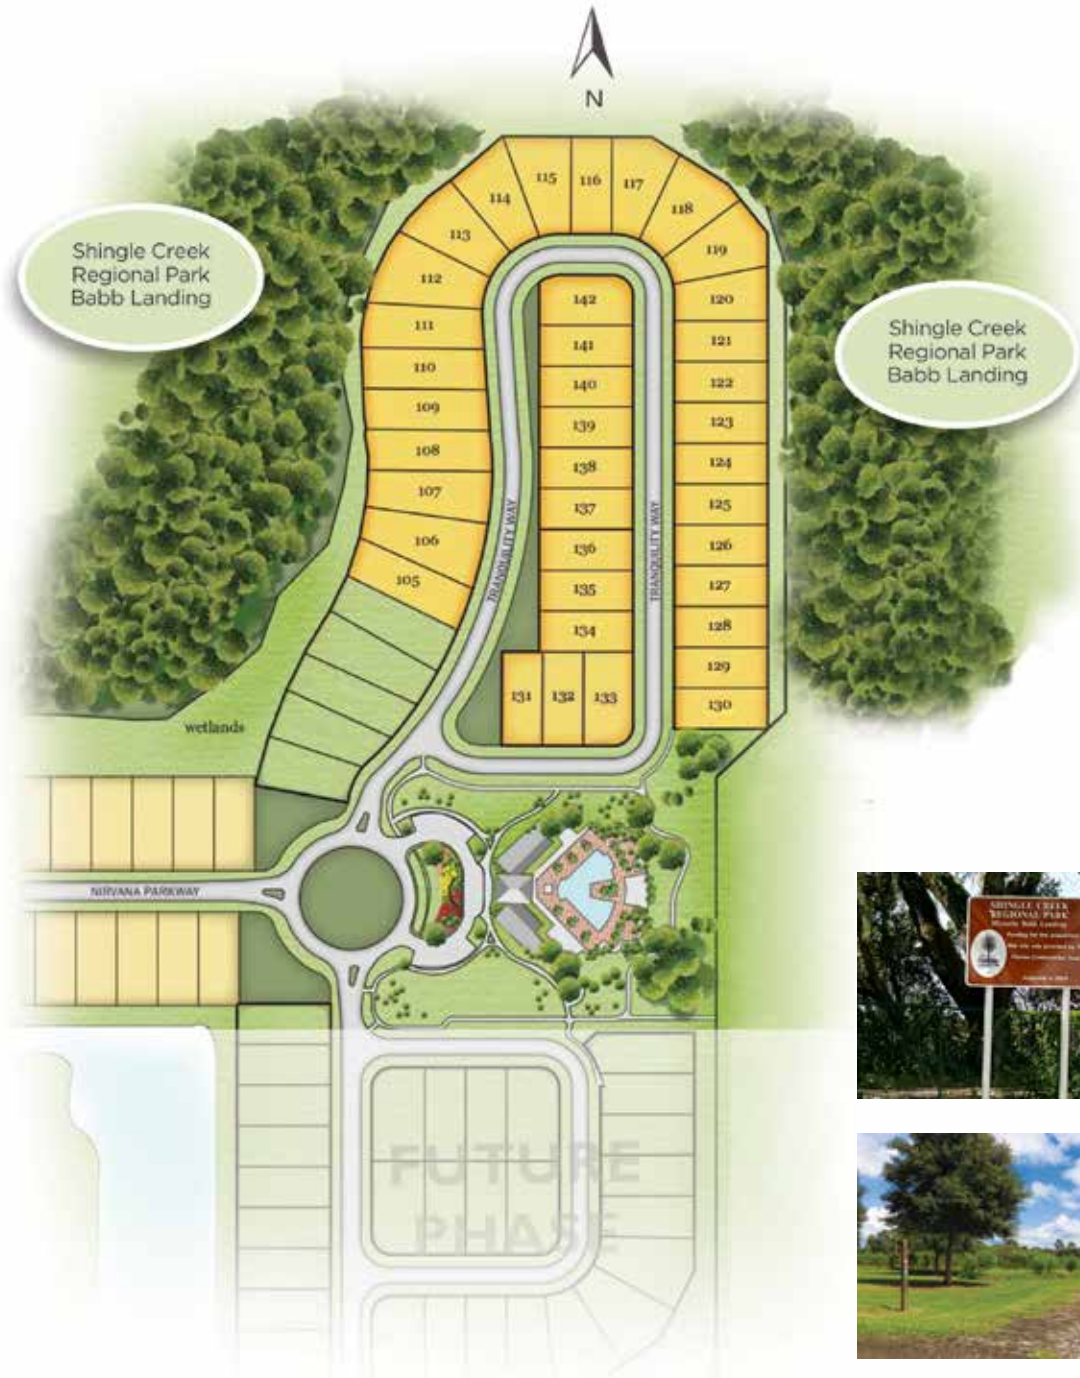 N
Shingle Creek
Regional Park
Babb Landing
Shingle Creek
Regional Park
Babb Landing
115
116
117
114
118
113
119
112
142
120
111
141
121
110
140
122
109
139
123
108
138
124
107
137
125
106
136
126
105
135
127
134
128
131
132
133
129
130
TRANQUILITY WAY
TRANQUILITY WAY
wetlands
NIRVANA PARKWAY
SHINGLE CREEK
REGIONAL PARK
Historic Babb Landing
FUTURE
PHASE